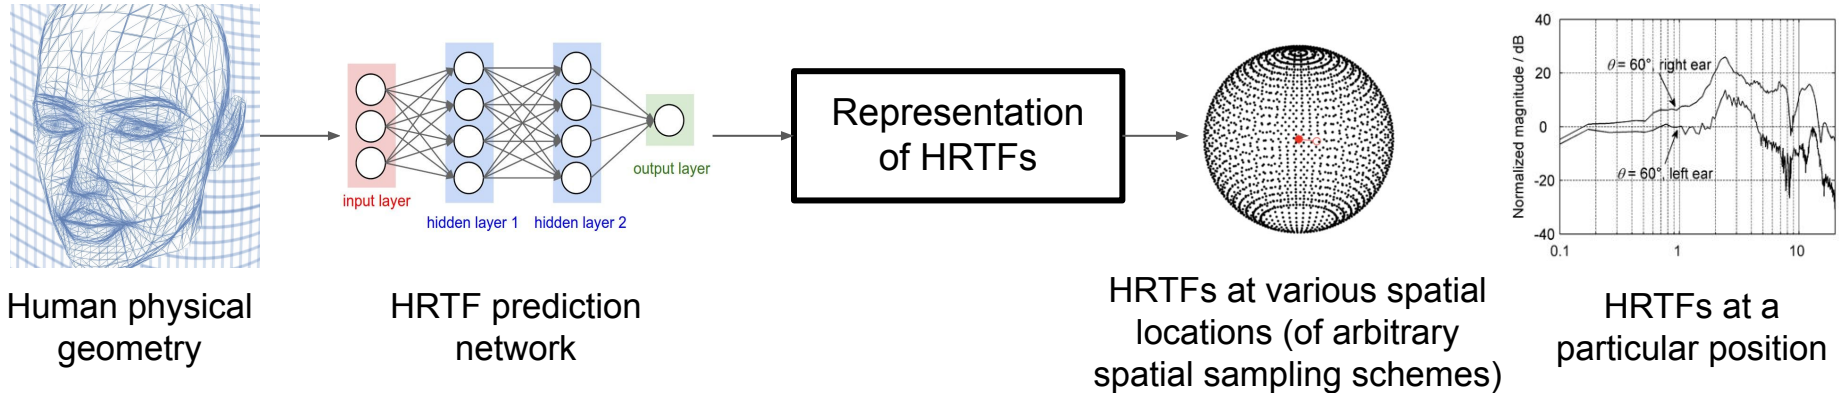 Human physical
geometry
input layer
hidden layer 1
hidden layer 2
output layer
HRTF prediction
network
Representation
of HRTFs
HRTFs at various spatial
locations (of arbitrary
spatial sampling schemes)
Normalized magnitude / dB
40
20
0
-20
-40
0.1
1
10
θ = 60°, right ear
θ = 60°, left ear
HRTFs at a
particular position